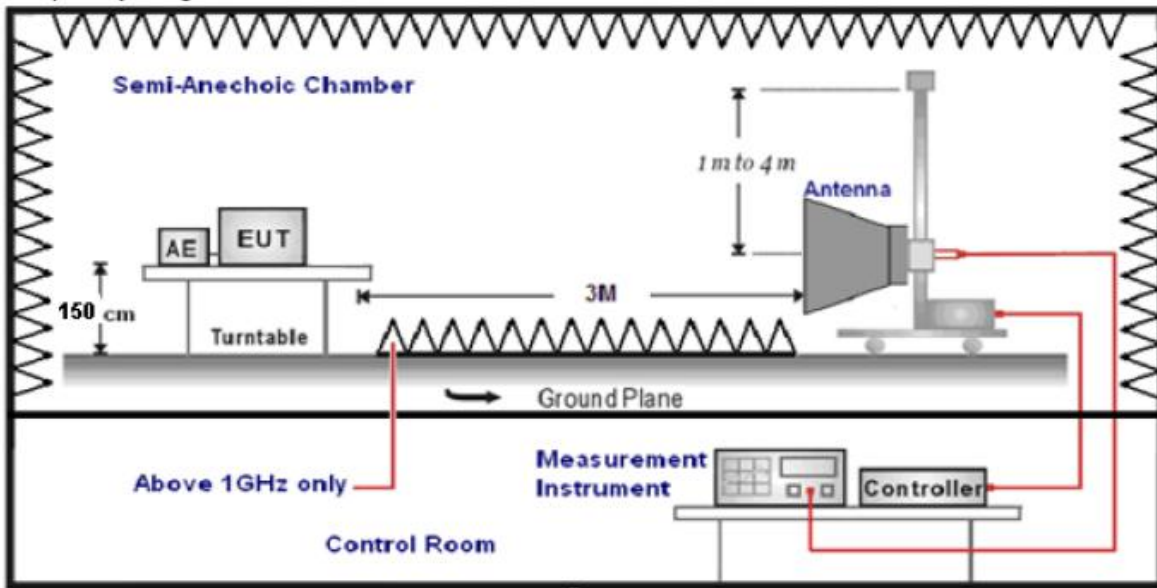 Semi-Anechoic Chamber
1 m to 4 m
Antenna
AE
EUT
150 cm
3M
Turntable
Ground Plane
Above 1GHz only
Measurement
Instrument
Controller
Control Room